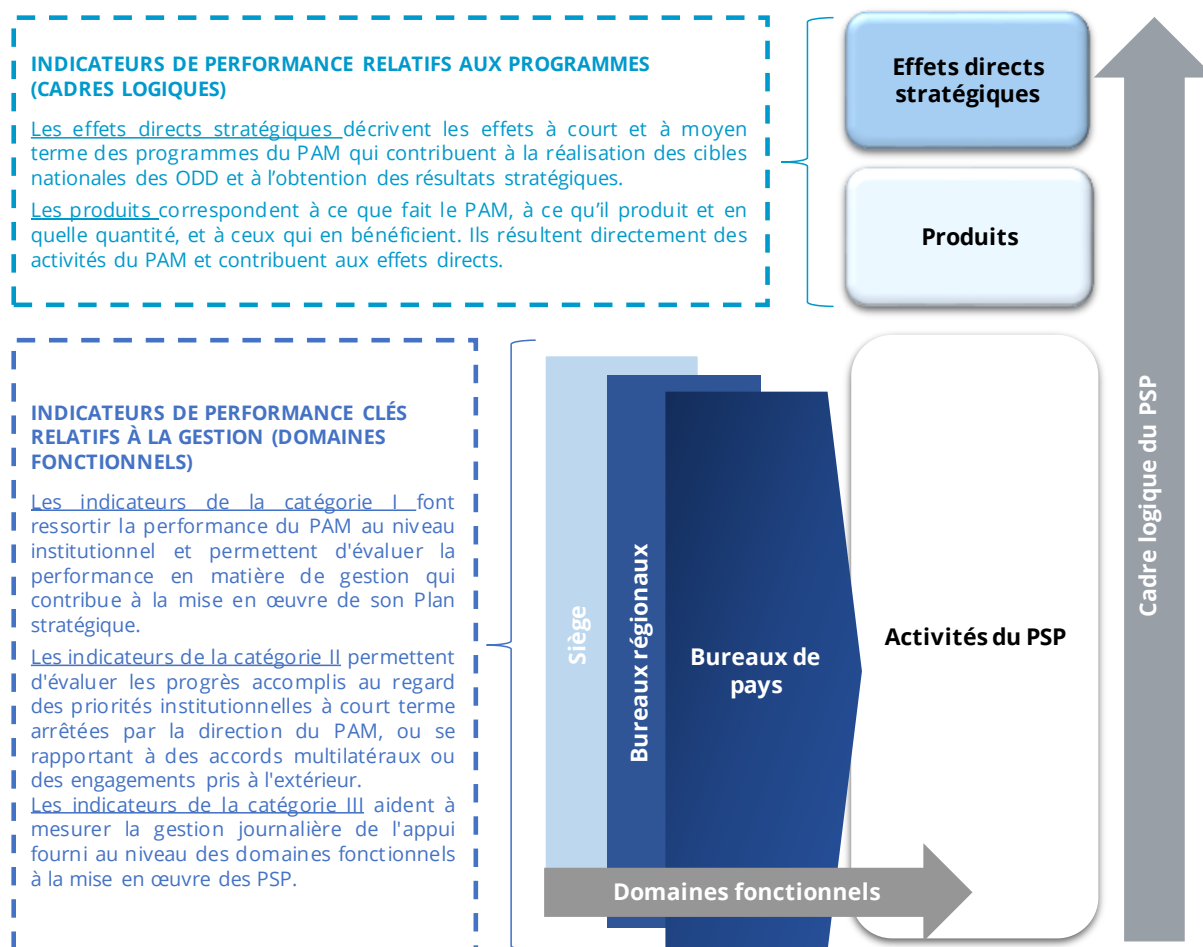 INDICATEURS DE PERFORMANCE RELATIFS AUX PROGRAMMES
(CADRES LOGIQUES)
Les effets directs stratégiques décrivent les effets à court et à moyen
terme des programmes du PAM qui contribuent à la réalisation des cibles
nationales des ODD et à l’obtention des résultats stratégiques.
Les produits correspondent à ce que fait le PAM, à ce qu’il produit et en
quelle quantité, et à ceux qui en bénéficient. Ils résultent directement des
activités du PAM et contribuent aux effets directs.
Effets directs
stratégiques
Produits
INDICATEURS DE PERFORMANCE CLÉS
RELATIFS À LA GESTION (DOMAINES
FONCTIONNELS)
Les indicateurs de la catégorie I font
ressortir la performance du PAM au niveau
institutionnel et permettent d'évaluer la
performance en matière de gestion qui
contribue à la mise en œuvre de son Plan
stratégique.
Les indicateurs de la catégorie II permettent
d'évaluer les progrès accomplis au regard
des priorités institutionnelles à court terme
arrêtées par la direction du PAM, ou se
rapportant à des accords multilatéraux ou
des engagements pris à l'extérieur.
Les indicateurs de la catégorie III aident à
mesurer la gestion journalière de l'appui
fourni au niveau des domaines fonctionnels
à la mise en œuvre des PSP.
Siège
Bureaux régionaux
Bureaux de
pays
Activités du PSP
Domaines fonctionnels
Cadre logique du PSP